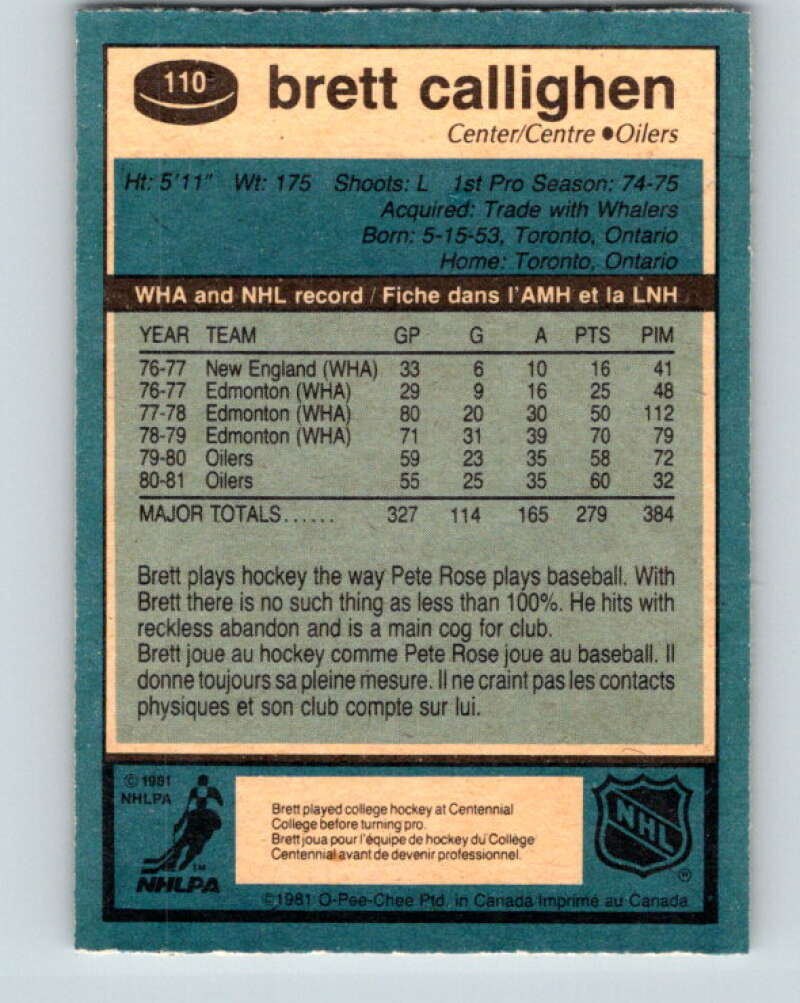 110 brett callighen
Center/Centre ●Oilers
Ht: 5'11" Wt: 175 Shoots: L 1st Pro Season: 74-75
Acquired: Trade with Whalers
Born: 5-15-53, Toronto, Ontario
Home: Toronto, Ontario
WHA and NHL record / Fiche dans l'AMH et la LNH
YEAR TEAM GP G A PTS PIM
76-77 New England (WHA) 33 6 10 16 41
76-77 Edmonton (WHA) 29 9 16 25 48
77-78 Edmonton (WHA) 80 20 30 50 112
78-79 Edmonton (WHA) 71 31 39 70 79
79-80 Oilers 59 23 35 58 72
80-81 Oilers 55 25 35 60 32
MAJOR TOTALS...... 327 114 165 279 384
Brett plays hockey the way Pete Rose plays baseball. With
Brett there is no such thing as less than 100%. He hits with
reckless abandon and is a main cog for club.
Brett joue au hockey comme Pete Rose joue au baseball. Il
donne toujours sa pleine mesure. Il ne craint pas les contacts
physiques et son club compte sur lui.
© 1981
NHLPA
TM
NHLPA
Brett played college hockey at Centennial
College before turning pro.
Brett joua pour l'équipe de hockey du Collège
Centennial avant de devenir professionnel.
NHL
®
©1981 O-Pee-Chee Ptd. in Canada Imprimé au Canada